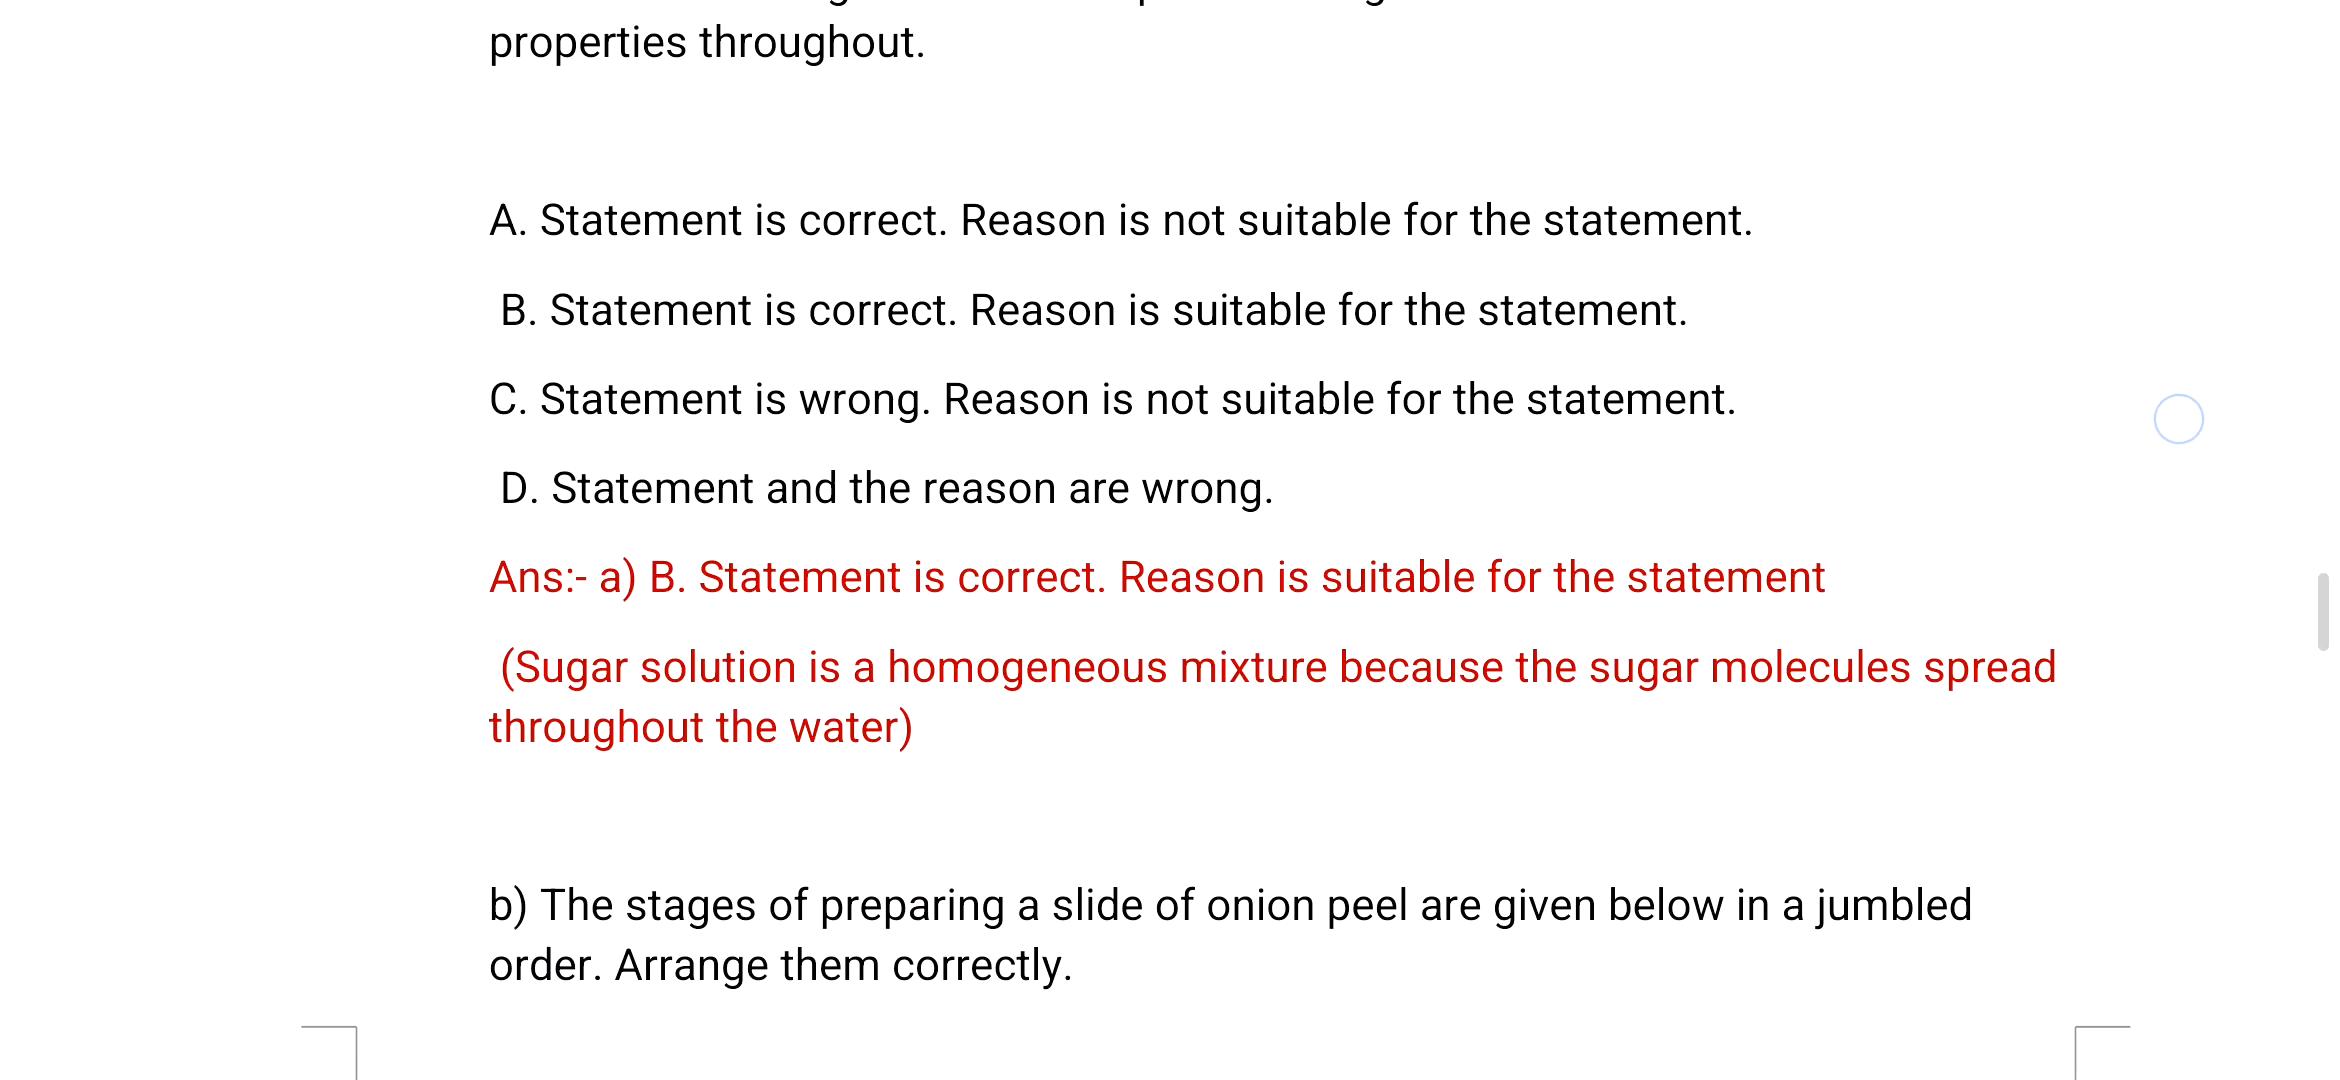 properties throughout.
A. Statement is correct. Reason is not suitable for the statement.
B. Statement is correct. Reason is suitable for the statement.
C. Statement is wrong. Reason is not suitable for the statement.
D. Statement and the reason are wrong.
Ans:- a) B. Statement is correct. Reason is suitable for the statement
(Sugar solution is a homogeneous mixture because the sugar molecules spread
throughout the water)
b) The stages of preparing a slide of onion peel are given below in a jumbled
order. Arrange them correctly.